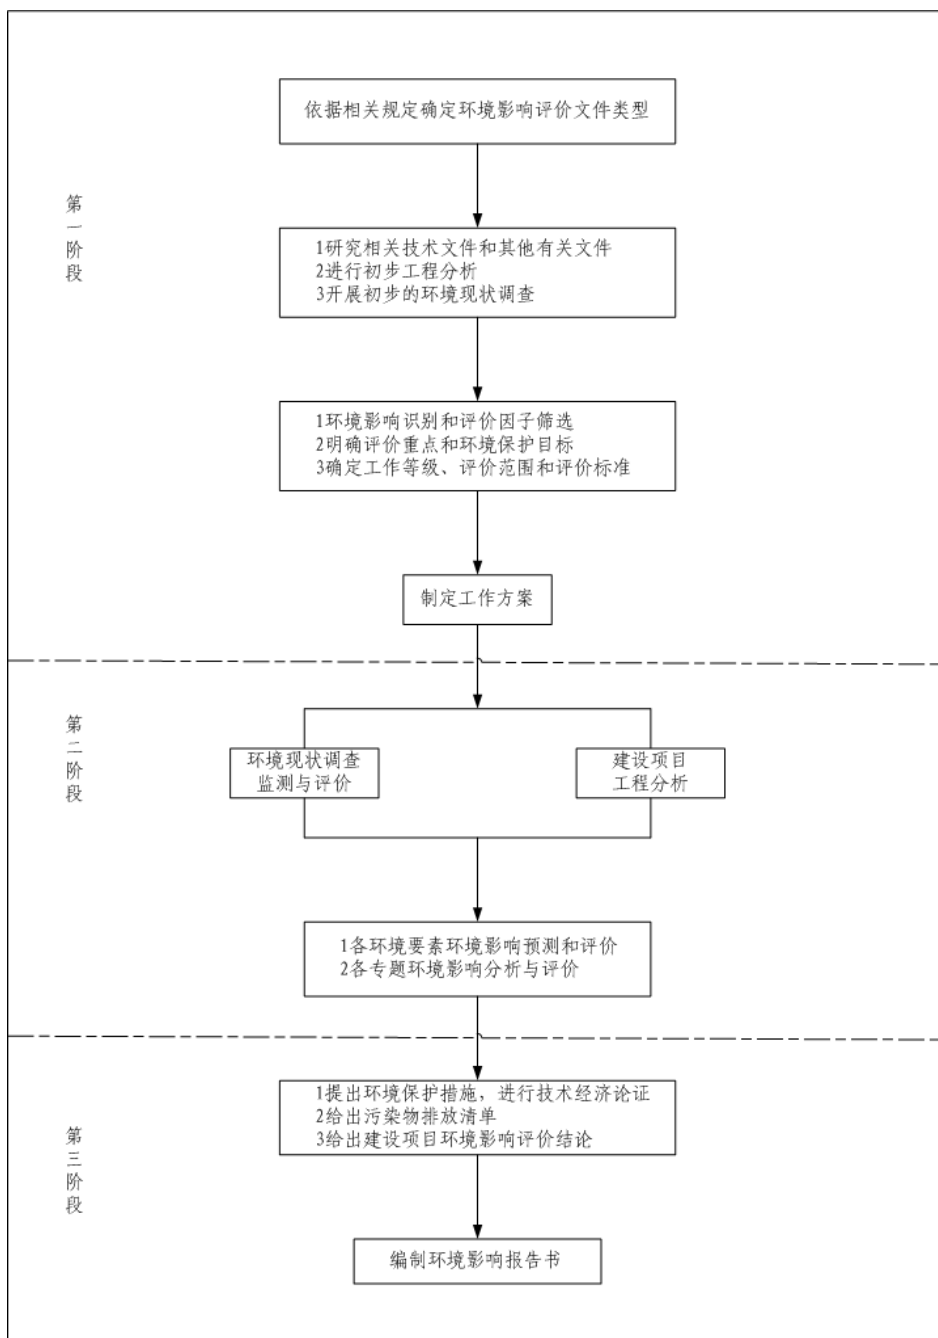 依据相关规定确定环境影响评价文件类型
第一阶段
1研究相关技术文件和其他有关文件
2进行初步工程分析
3开展初步的环境现状调查
1环境影响识别和评价因子筛选
2明确评价重点和环境保护目标
3确定工作等级、评价范围和评价标准
制定工作方案
第二阶段
环境现状调查
监测与评价
建设项目
工程分析
1各环境要素环境影响预测和评价
2各专题环境影响分析与评价
第三阶段
1提出环境保护措施，进行技术经济论证
2给出污染物排放清单
3给出建设项目环境影响评价结论
编制环境影响报告书